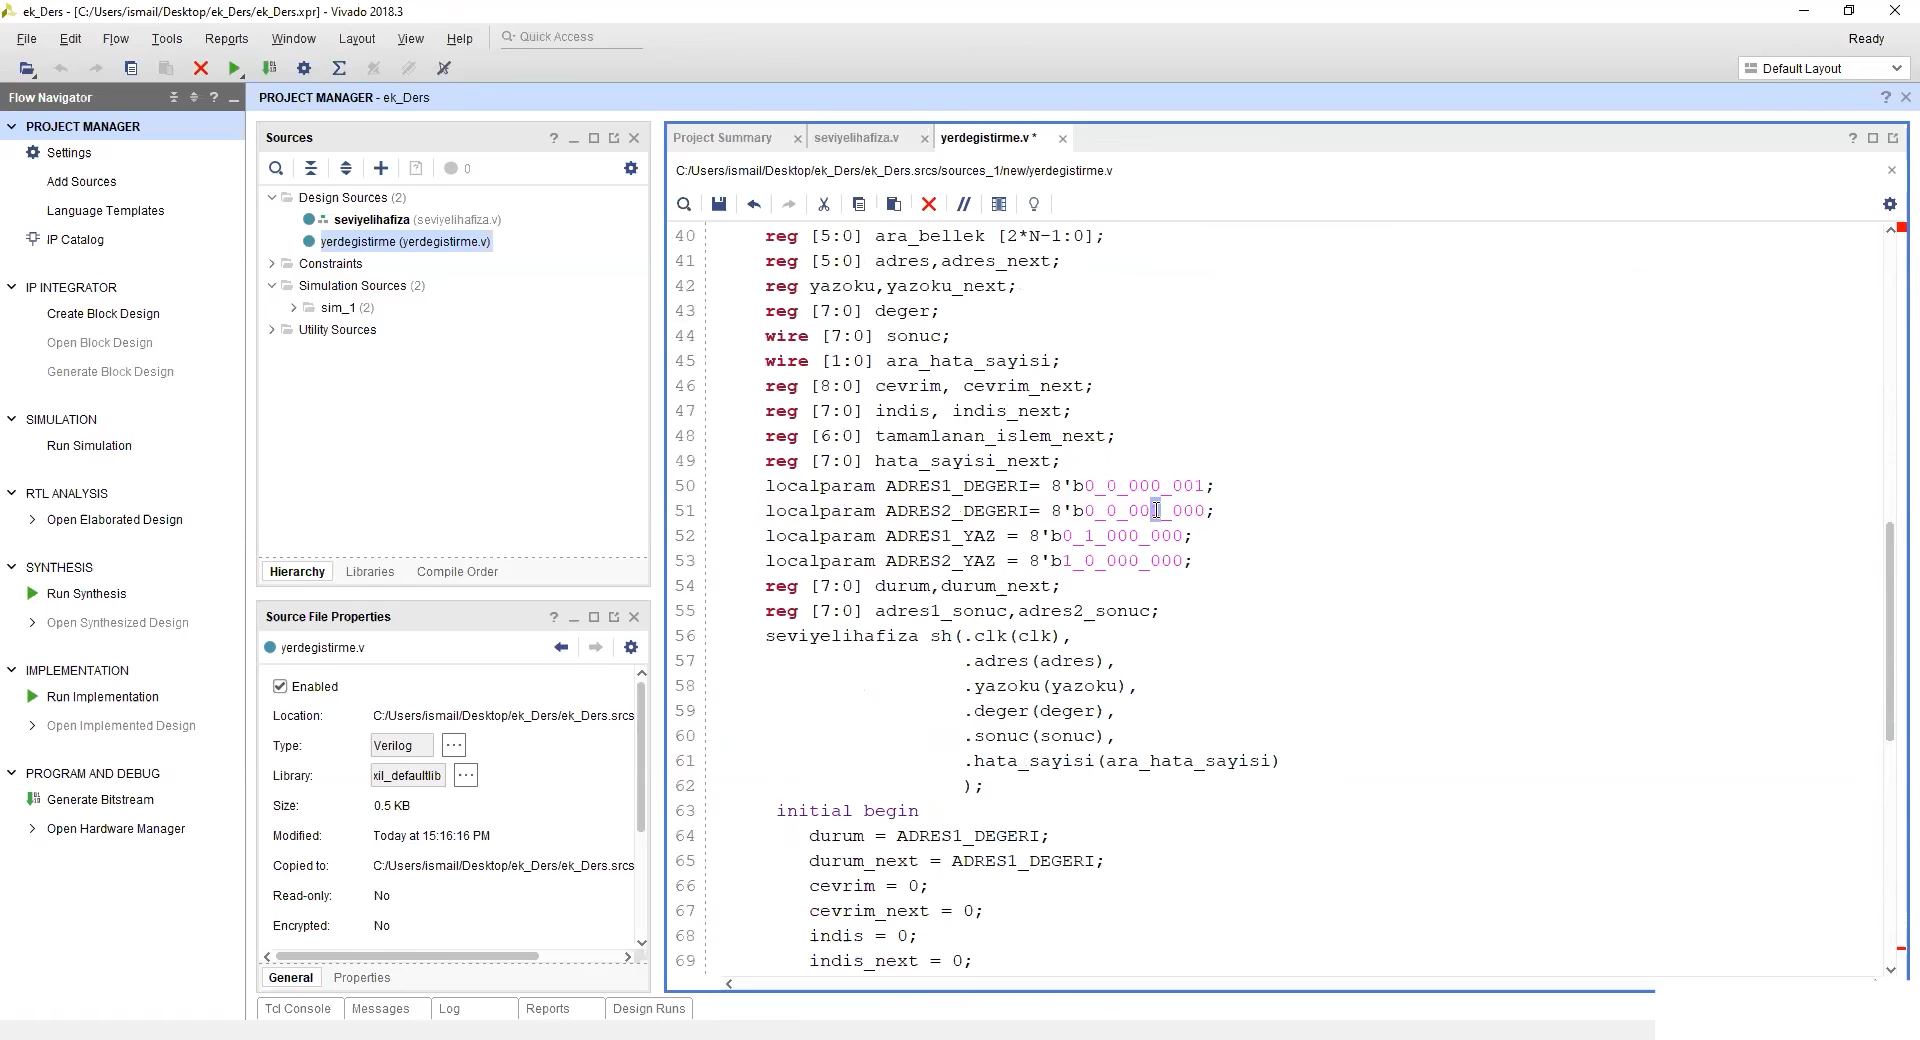 ek_Ders - [C:/Users/ismail/Desktop/ek_Ders/ek_Ders.xpr] - Vivado 2018.3
File Edit Flow Tools Reports Window Layout View Help Quick Access
Ready
Default Layout
Flow Navigator
PROJECT MANAGER - ek_Ders
PROJECT MANAGER
Settings
Add Sources
Language Templates
IP Catalog
IP INTEGRATOR
Create Block Design
Open Block Design
Generate Block Design
SIMULATION
Run Simulation
RTL ANALYSIS
Open Elaborated Design
SYNTHESIS
Run Synthesis
Open Synthesized Design
IMPLEMENTATION
Run Implementation
Open Implemented Design
PROGRAM AND DEBUG
Generate Bitstream
Open Hardware Manager
Sources
0
Design Sources (2)
seviyelihafiza (seviyelihafiza.v)
yerdegistirme (yerdegistirme.v)
Constraints
Simulation Sources (2)
sim_1 (2)
Utility Sources
Hierarchy Libraries Compile Order
Source File Properties
yerdegistirme.v
Enabled
Location: C:/Users/ismail/Desktop/ek_Ders/ek_Ders.srcs
Type: Verilog
Library: xil_defaultlib
Size: 0.5 KB
Modified: Today at 15:16:16 PM
Copied to: C:/Users/ismail/Desktop/ek_Ders/ek_Ders.srcs
Read-only: No
Encrypted: No
General Properties
Tcl Console Messages Log Reports Design Runs
Project Summary seviyelihafiza.v yerdegistirme.v *
C:/Users/ismail/Desktop/ek_Ders/ek_Ders.srcs/sources_1/new/yerdegistirme.v
40 reg [5:0] ara_bellek [2*N-1:0];
41 reg [5:0] adres,adres_next;
42 reg yazoku,yazoku_next;
43 reg [7:0] deger;
44 wire [7:0] sonuc;
45 wire [1:0] ara_hata_sayisi;
46 reg [8:0] cevrim, cevrim_next;
47 reg [7:0] indis, indis_next;
48 reg [6:0] tamamlanan_islem_next;
49 reg [7:0] hata_sayisi_next;
50 localparam ADRES1_DEGERI= 8'b0_0_000_001;
51 localparam ADRES2_DEGERI=
52 localparam ADRES1_YAZ = 8'b0_1_000_000;
53 localparam ADRES2_YAZ = 8'b1_0_000_000;
54 reg [7:0] durum,durum_next;
55 reg [7:0] adres1_sonuc,adres2_sonuc;
56 seviyelihafiza sh(.clk(clk),
57 .adres(adres),
58 .yazoku(yazoku),
59 .deger(deger),
60 .sonuc(sonuc),
61 .hata_sayisi(ara_hata_sayisi)
62 );
63 initial begin
64 durum = ADRES1_DEGERI;
65 durum_next = ADRES1_DEGERI;
66 cevrim = 0;
67 cevrim_next = 0;
68 indis = 0;
69 indis_next = 0;